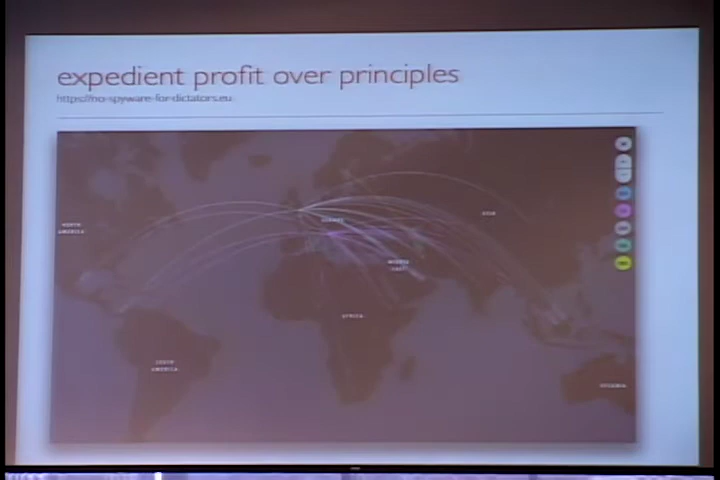 expedient profit over principles
https://no-spyware-for-dictators.eu
NORTH
AMERICA
EUROPE
ASIA
MIDDLE
EAST
AFRICA
SOUTH
AMERICA
OCEANIA